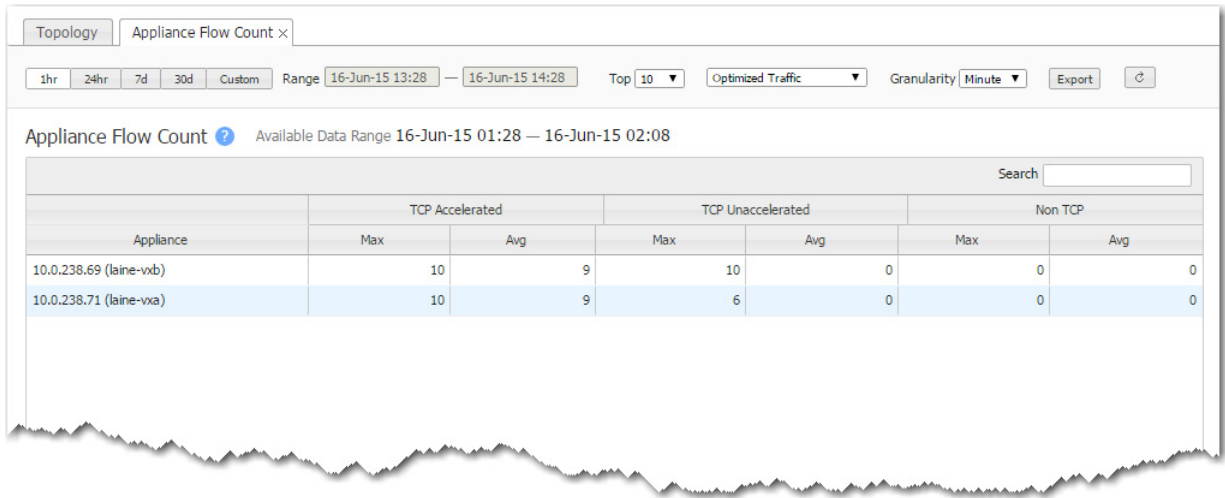 Topology Appliance Flow Count ×
1hr 24hr 7d 30d Custom Range 16-Jun-15 13:28 — 16-Jun-15 14:28 Top 10 ▼ Optimized Traffic ▼ Granularity Minute ▼ Export
Appliance Flow Count ? Available Data Range 16-Jun-15 01:28 — 16-Jun-15 02:08
Search
TCP Accelerated TCP Unaccelerated Non TCP
Appliance Max Avg Max Avg Max Avg
10.0.238.69 (laine-vxb) 10 9 10 0 0 0
10.0.238.71 (laine-vxa) 10 9 6 0 0 0